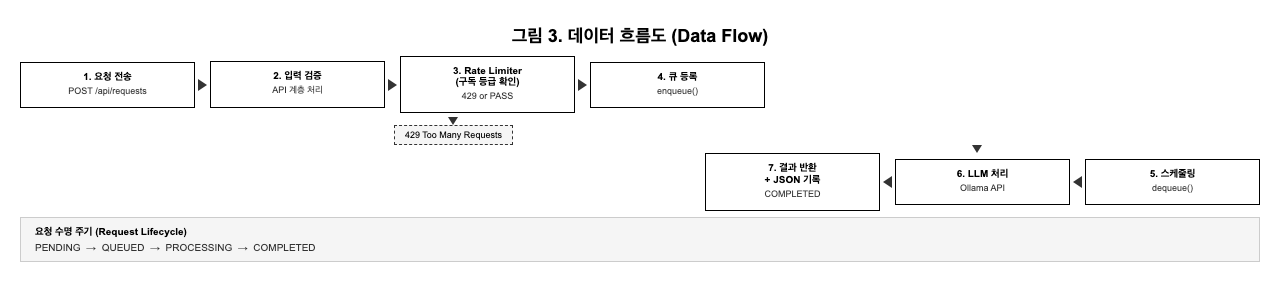 그림 3. 데이터 흐름도 (Data Flow)
1. 요청 전송
POST /api/requests
2. 입력 검증
API 계층 처리
3. Rate Limiter
(구독 등급 확인)
429 or PASS
4. 큐 등록
enqueue()
429 Too Many Requests
7. 결과 반환
+ JSON 기록
COMPLETED
6. LLM 처리
Ollama API
5. 스케줄링
dequeue()
요청 수명 주기 (Request Lifecycle)
PENDING → QUEUED → PROCESSING → COMPLETED